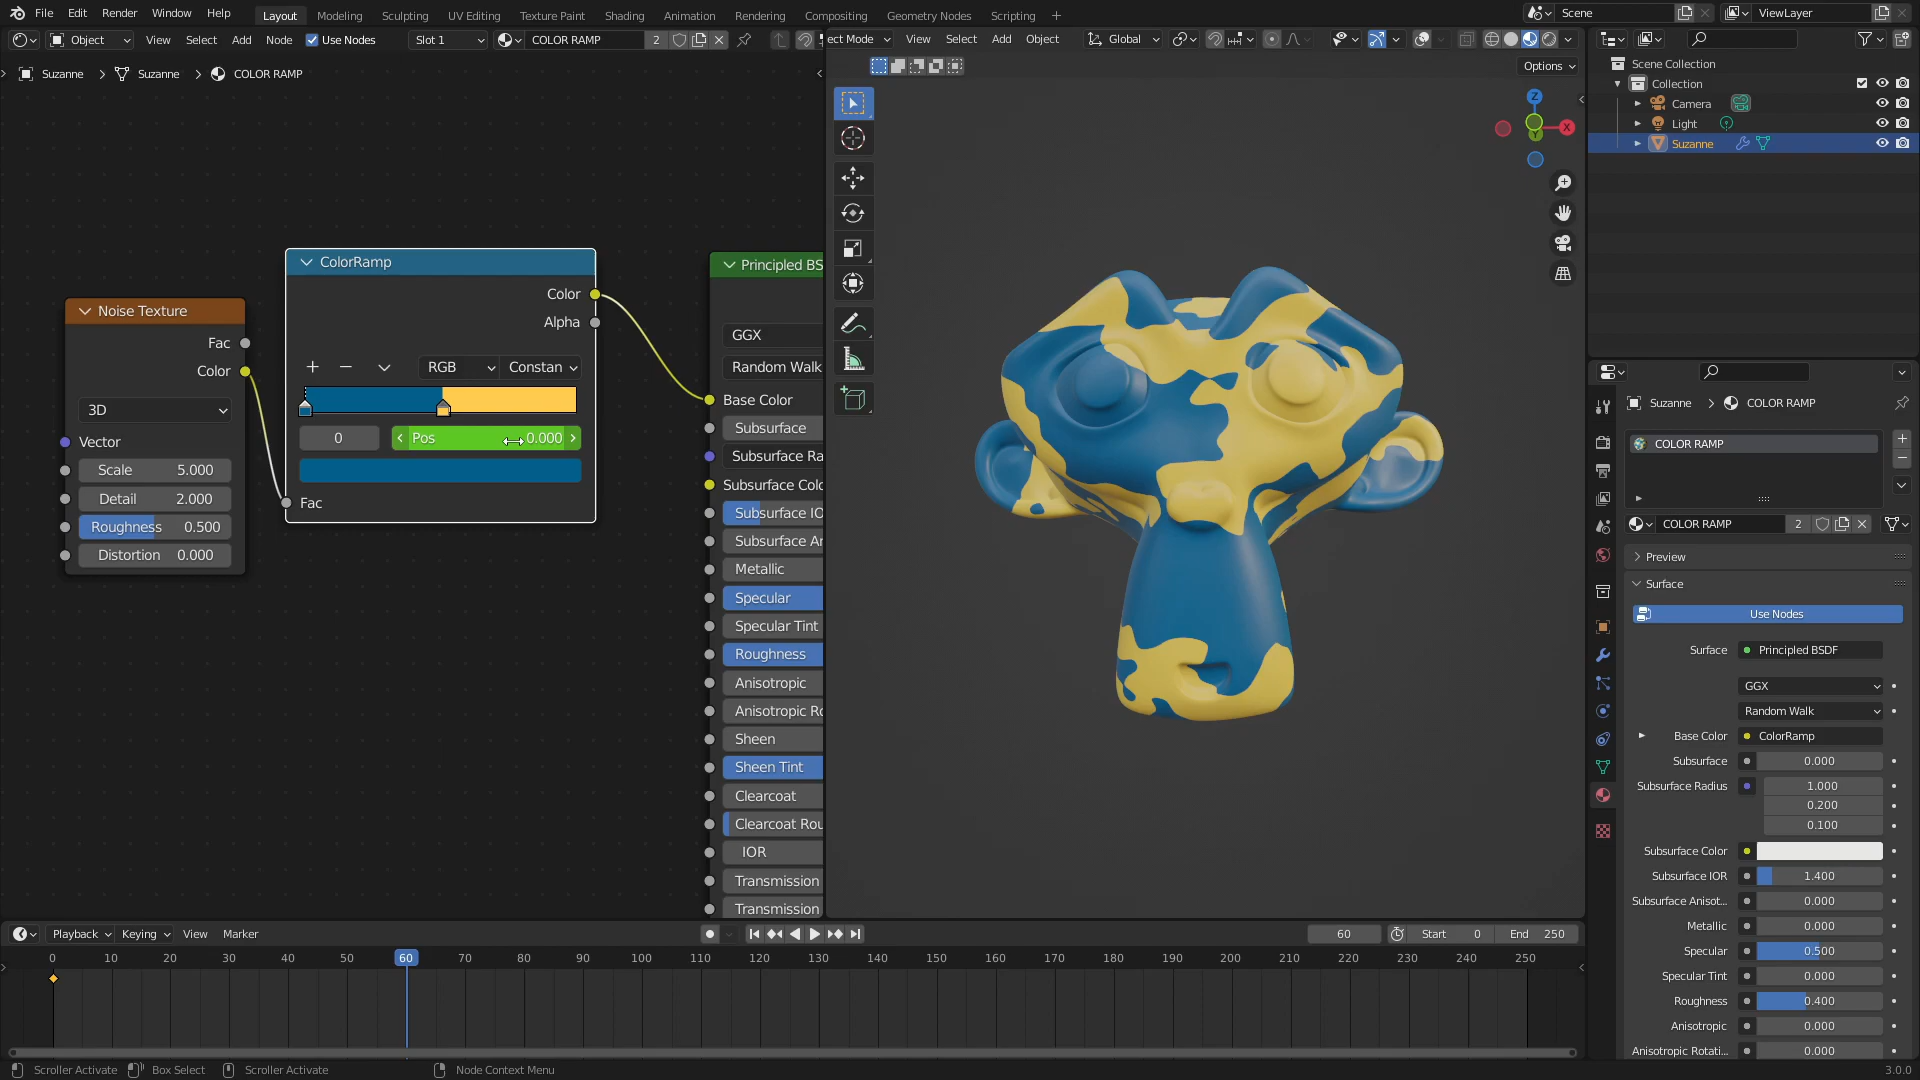 File Edit Render Window Help Layout Modeling Sculpting UV Editing Texture Paint Shading Animation Rendering Compositing Geometry Nodes Scripting Scene ViewLayer
Object View Select Add Node Use Nodes Slot 1 COLOR RAMP 2
ect Mode View Select Add Object Global
Options
Suzanne Suzanne COLOR RAMP
Z
X
Y
Scene Collection
Collection
Camera
Light
Suzanne
Noise Texture
Fac
Color
3D
Vector
Scale 5.000
Detail 2.000
Roughness 0.500
Distortion 0.000
ColorRamp
Color
Alpha
RGB Constan
0 Pos 0.000
Fac
Principled BS
GGX
Random Walk
Base Color
Subsurface
Subsurface Ra
Subsurface Colo
Subsurface IO
Subsurface An
Metallic
Specular
Specular Tint
Roughness
Anisotropic
Anisotropic Ro
Sheen
Sheen Tint
Clearcoat
Clearcoat Rou
IOR
Transmission
Transmission
Suzanne COLOR RAMP
COLOR RAMP
COLOR RAMP 2
Preview
Surface
Use Nodes
Surface Principled BSDF
GGX
Random Walk
Base Color ColorRamp
Subsurface 0.000
Subsurface Radius 1.000
0.200
0.100
Subsurface Color
Subsurface IOR 1.400
Subsurface Anisot... 0.000
Metallic 0.000
Specular 0.500
Specular Tint 0.000
Roughness 0.400
Anisotropic 0.000
Anisotropic Rotati... 0.000
Playback Keying View Marker 60 Start 0 End 250
0 10 20 30 40 50 60 70 80 90 100 110 120 130 140 150 160 170 180 190 200 210 220 230 240 250
Scroller Activate Box Select Scroller Activate Node Context Menu 3.0.0